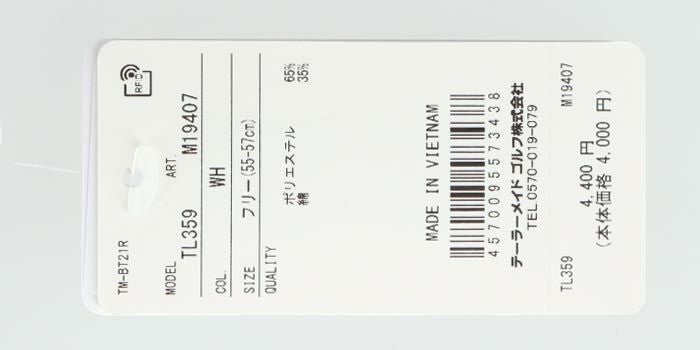 RFID
TM-BT21R
MODEL ART.
TL359 M19407
COL. WH
SIZE フリー(55-57cm)
QUALITY
ポリエステル 65%
綿 35%
MADE IN VIETNAM
4570095573438
テーラーメイド ゴルフ株式会社
TEL.0570-019-079
TL359 M19407
4.400 円
(本体価格 4.000 円)